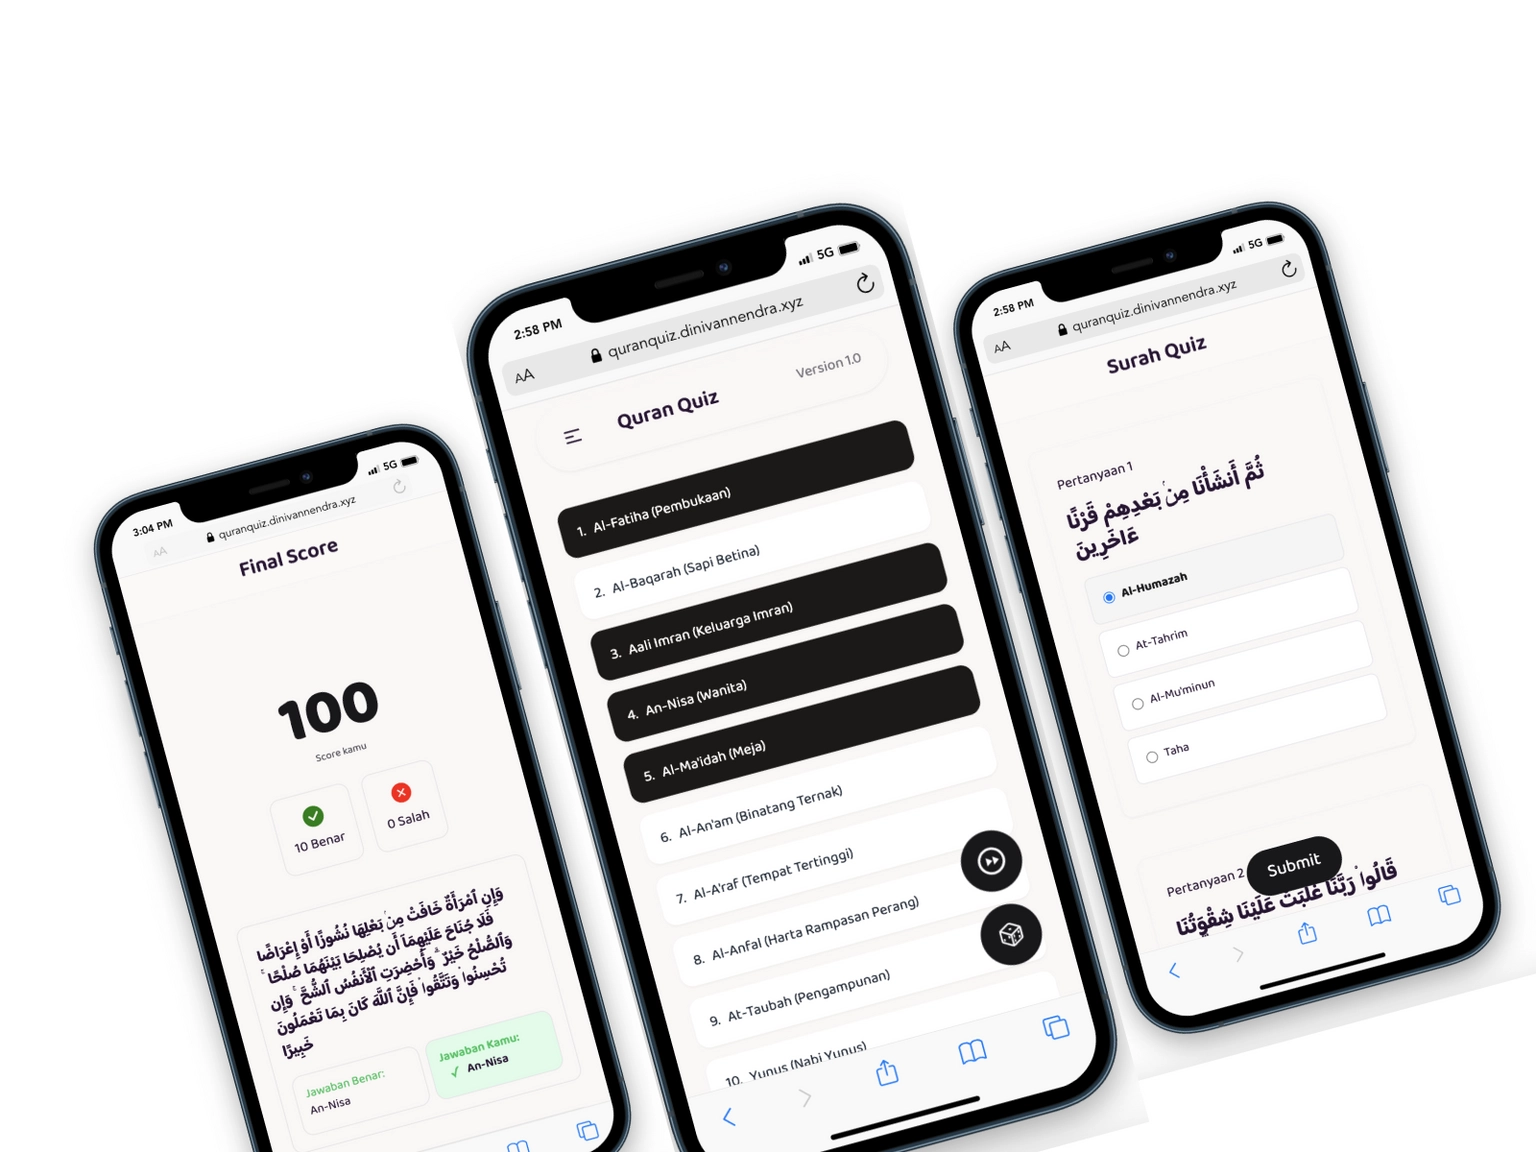 3:04 PM
5G
AA
quranquiz.dinivannendra.xyz
Final Score
100
Score kamu
10 Benar
0 Salah
وَإِنِ ٱمْرَأَةٌ خَافَتْ مِنۢ بَعْلِهَا نُشُوزًا أَوْ إِعْرَاضًا
فَلَا جُنَاحَ عَلَيْهِمَآ أَن يُصْلِحَا بَيْنَهُمَا صُلْحًا ۚ
وَٱلصُّلْحُ خَيْرٌ ۗ وَأُحْضِرَتِ ٱلْأَنفُسُ ٱلشُّحَّ ۚ وَإِن
تُحْسِنُوا۟ وَتَتَّقُوا۟ فَإِنَّ ٱللَّهَ كَانَ بِمَا تَعْمَلُونَ
خَبِيرًا
Jawaban Benar:
An-Nisa
Jawaban Kamu:
An-Nisa
2:58 PM
5G
AA
quranquiz.dinivannendra.xyz
Quran Quiz
Version 1.0
1. Al-Fatiha (Pembukaan)
2. Al-Baqarah (Sapi Betina)
3. Aali Imran (Keluarga Imran)
4. An-Nisa (Wanita)
5. Al-Ma'idah (Meja)
6. Al-An'am (Binatang Ternak)
7. Al-A'raf (Tempat Tertinggi)
8. Al-Anfal (Harta Rampasan Perang)
9. At-Taubah (Pengampunan)
10. Yunus (Nabi Yunus)
2:58 PM
5G
AA
quranquiz.dinivannendra.xyz
Surah Quiz
Pertanyaan 1
ثُمَّ أَنشَأْنَا مِنۢ بَعْدِهِمْ قَرْنًا
ءَاخَرِينَ
Al-Humazah
At-Tahrim
Al-Mu'minun
Taha
Pertanyaan 2
Submit
قَالُوا۟ رَبَّنَا غَلَبَتْ عَلَيْنَا شِقْوَتُنَا